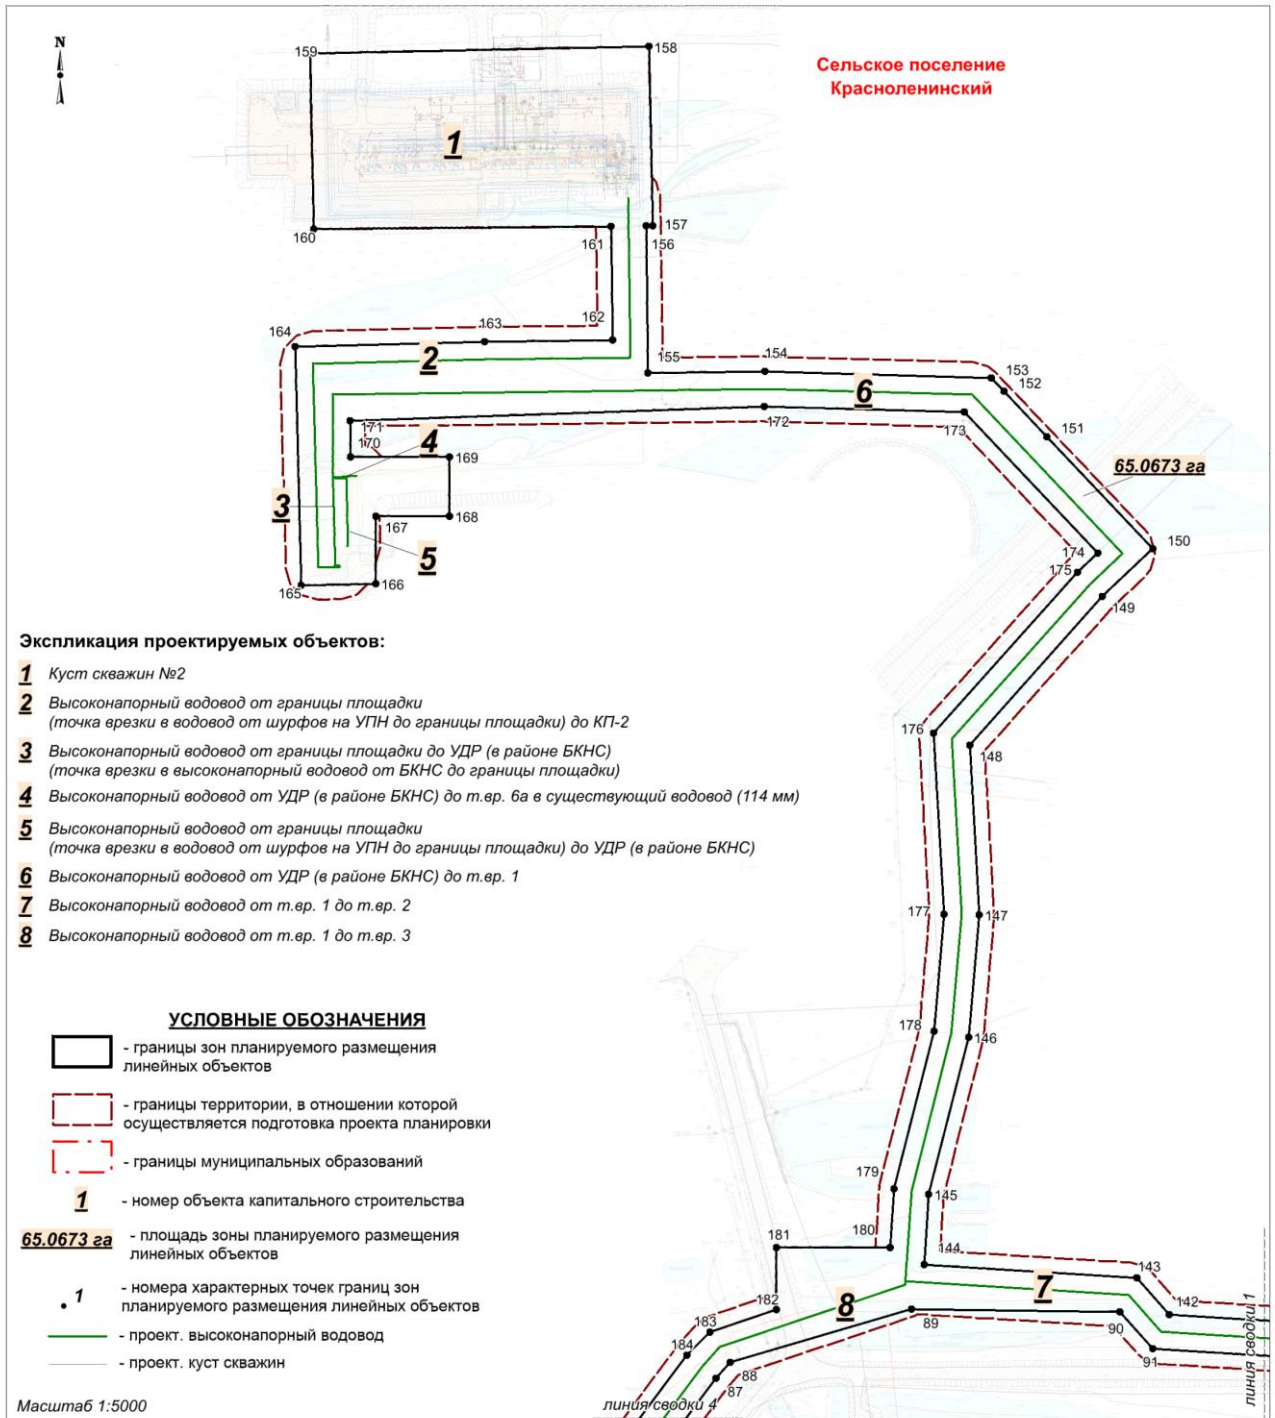 N
Сельское поселение
Красноленинский
159
158
1
157
156
160
161
162
163
164
2
155
154
153
152
6
151
65.0673 га
171
170
172
173
4
169
3
167
168
174
150
175
5
165
166
149
Экспликация проектируемых объектов:
1 Куст скважин №2
2 Высоконапорный водовод от границы площадки
(точка врезки в водовод от шурфов на УПН до границы площадки) до КП-2
3 Высоконапорный водовод от границы площадки до УДР (в районе БКНС)
(точка врезки в высоконапорный водовод от БКНС до границы площадки)
4 Высоконапорный водовод от УДР (в районе БКНС) до т.вр. 6а в существующий водовод (114 мм)
5 Высоконапорный водовод от границы площадки
(точка врезки в водовод от шурфов на УПН до границы площадки) до УДР (в районе БКНС)
6 Высоконапорный водовод от УДР (в районе БКНС) до т.вр. 1
7 Высоконапорный водовод от т.вр. 1 до т.вр. 2
8 Высоконапорный водовод от т.вр. 1 до т.вр. 3
176
148
177
147
178
146
179
145
180
181
144
143
142
7
182
8
183
89
90
184
91
88
87
УСЛОВНЫЕ ОБОЗНАЧЕНИЯ
- границы зон планируемого размещения
линейных объектов
- границы территории, в отношении которой
осуществляется подготовка проекта планировки
- границы муниципальных образований
1 - номер объекта капитального строительства
65.0673 га - площадь зоны планируемого размещения
линейных объектов
1 - номера характерных точек границ зон
планируемого размещения линейных объектов
- проект. высоконапорный водовод
- проект. куст скважин
Масштаб 1:5000
линия сводки 4
линия сводки 1